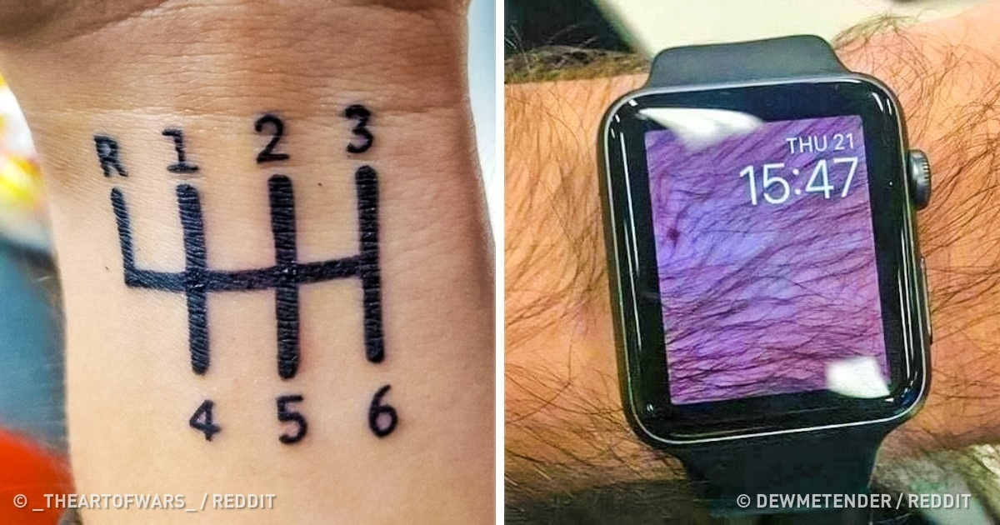 R 1 2 3
4 5 6
© _THEARTOFWARS_ / REDDIT
THU 21
15:47
© DEWMETENDER / REDDIT